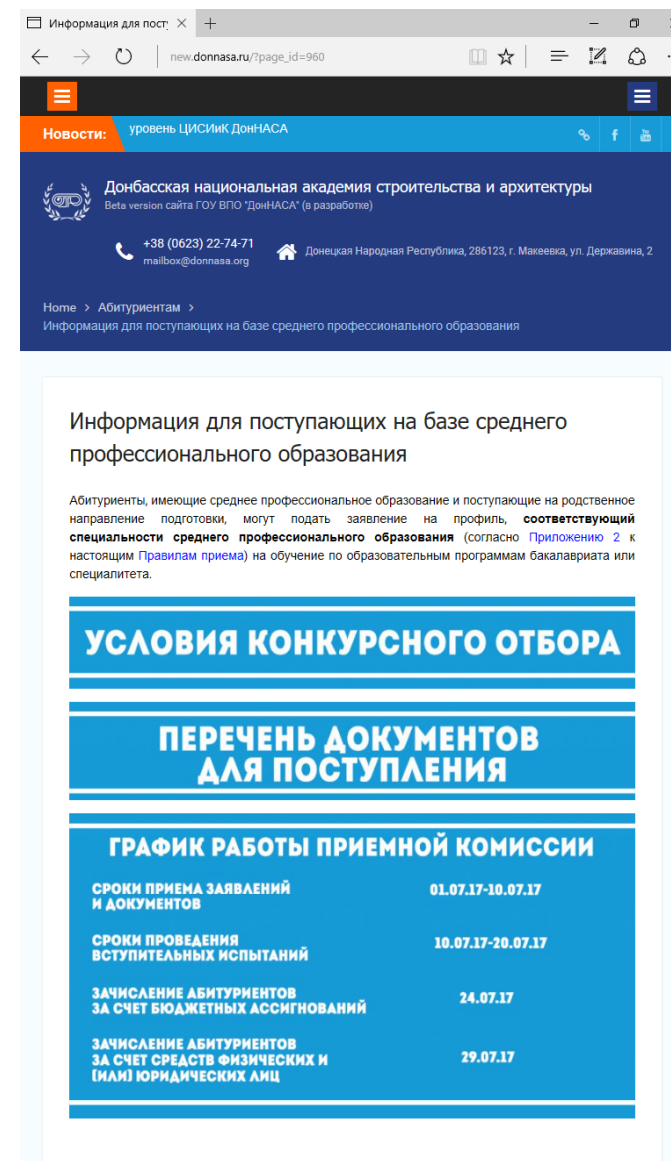 Информация для пост
new.donnasa.ru/?page_id=960
Новости: уровень ЦИСИиК ДонНАСА
Донбасская национальная академия строительства и архитектуры
Beta version сайта ГОУ ВПО "ДонНАСА" (в разработке)
+38 (0623) 22-74-71
mailbox@donnasa.org
Донецкая Народная Республика, 286123, г. Макеевка, ул. Державина, 2
Home > Абитуриентам >
Информация для поступающих на базе среднего профессионального образования
Информация для поступающих на базе среднего
профессионального образования
Абитуриенты, имеющие среднее профессиональное образование и поступающие на родственное
направление подготовки, могут подать заявление на профиль, соответствующий
специальности среднего профессионального образования (согласно Приложению 2 к
настоящим Правилам приема) на обучение по образовательным программам бакалавриата или
специалитета.
УСЛОВИЯ КОНКУРСНОГО ОТБОРА
ПЕРЕЧЕНЬ ДОКУМЕНТОВ
ДЛЯ ПОСТУПЛЕНИЯ
ГРАФИК РАБОТЫ ПРИЕМНОЙ КОМИССИИ
СРОКИ ПРИЕМА ЗАЯВЛЕНИЙ
И ДОКУМЕНТОВ
01.07.17-10.07.17
СРОКИ ПРОВЕДЕНИЯ
ВСТУПИТЕЛЬНЫХ ИСПЫТАНИЙ
10.07.17-20.07.17
ЗАЧИСЛЕНИЕ АБИТУРИЕНТОВ
ЗА СЧЕТ БЮДЖЕТНЫХ АССИГНОВАНИЙ
24.07.17
ЗАЧИСЛЕНИЕ АБИТУРИЕНТОВ
ЗА СЧЕТ СРЕДСТВ ФИЗИЧЕСКИХ И
(ИЛИ) ЮРИДИЧЕСКИХ ЛИЦ
29.07.17